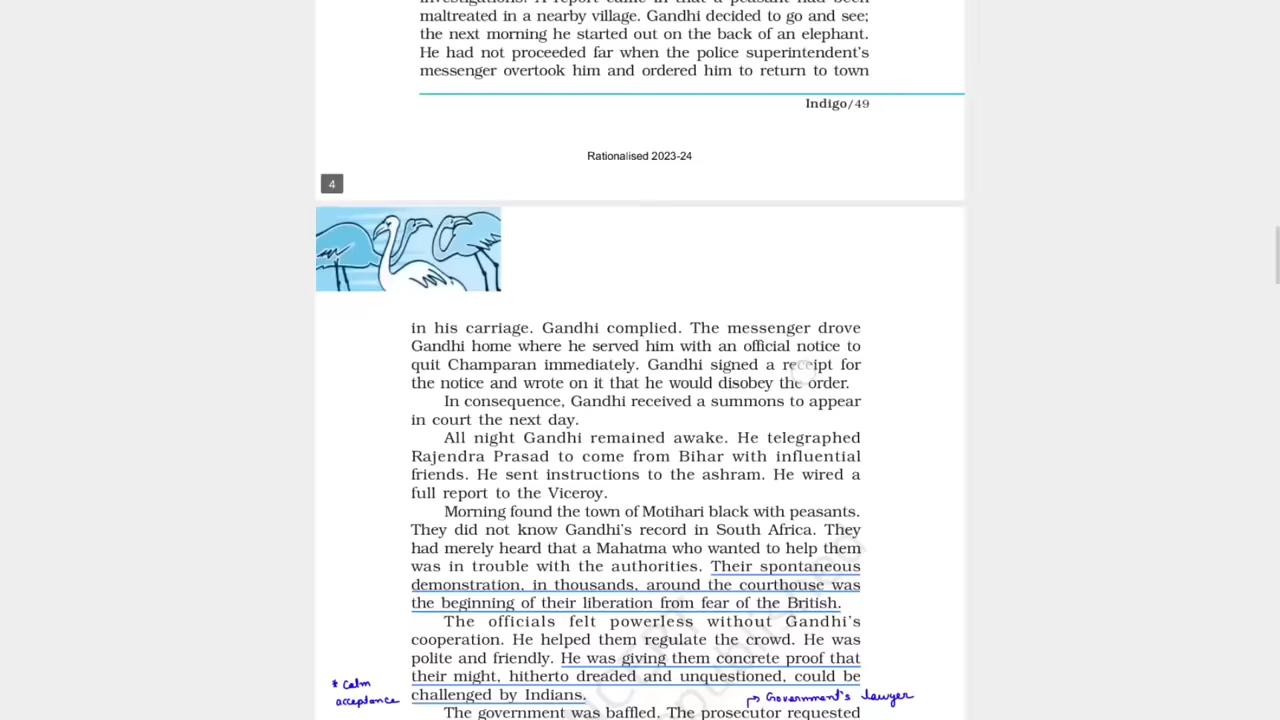 investigations. A report came in that a peasant had been
maltreated in a nearby village. Gandhi decided to go and see;
the next morning he started out on the back of an elephant.
He had not proceeded far when the police superintendent's
messenger overtook him and ordered him to return to town
Indigo/49
Rationalised 2023-24
4
in his carriage. Gandhi complied. The messenger drove
Gandhi home where he served him with an official notice to
quit Champaran immediately. Gandhi signed a receipt for
the notice and wrote on it that he would disobey the order.
In consequence, Gandhi received a summons to appear
in court the next day.
All night Gandhi remained awake. He telegraphed
Rajendra Prasad to come from Bihar with influential
friends. He sent instructions to the ashram. He wired a
full report to the Viceroy.
Morning found the town of Motihari black with peasants.
They did not know Gandhi's record in South Africa. They
had merely heard that a Mahatma who wanted to help them
was in trouble with the authorities. Their spontaneous
demonstration, in thousands, around the courthouse was
the beginning of their liberation from fear of the British.
The officials felt powerless without Gandhi's
cooperation. He helped them regulate the crowd. He was
polite and friendly. He was giving them concrete proof that
their might, hitherto dreaded and unquestioned, could be
challenged by Indians.
* Calm
acceptance
Government's lawyer
The government was baffled. The prosecutor requested